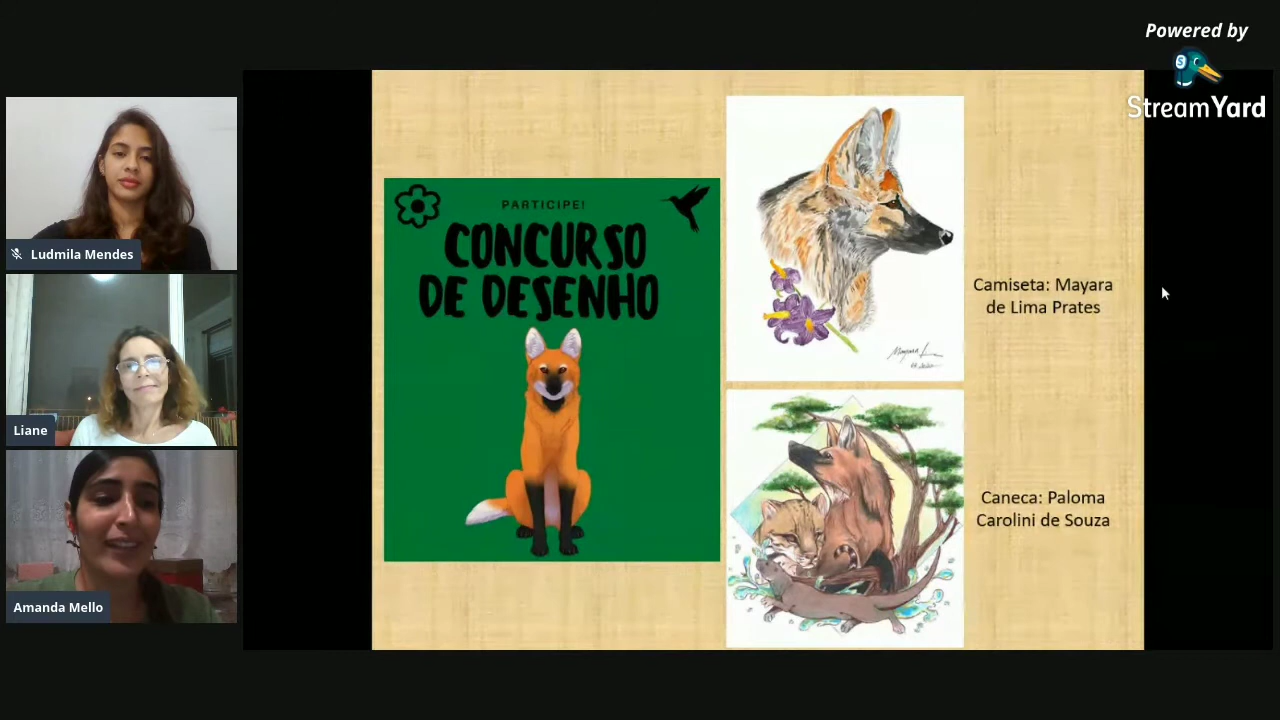 Powered by
StreamYard
Ludmila Mendes
Liane
Amanda Mello
PARTICIPE!
CONCURSO
DE DESENHO
Camiseta: Mayara
de Lima Prates
Caneca: Paloma
Carolini de Souza